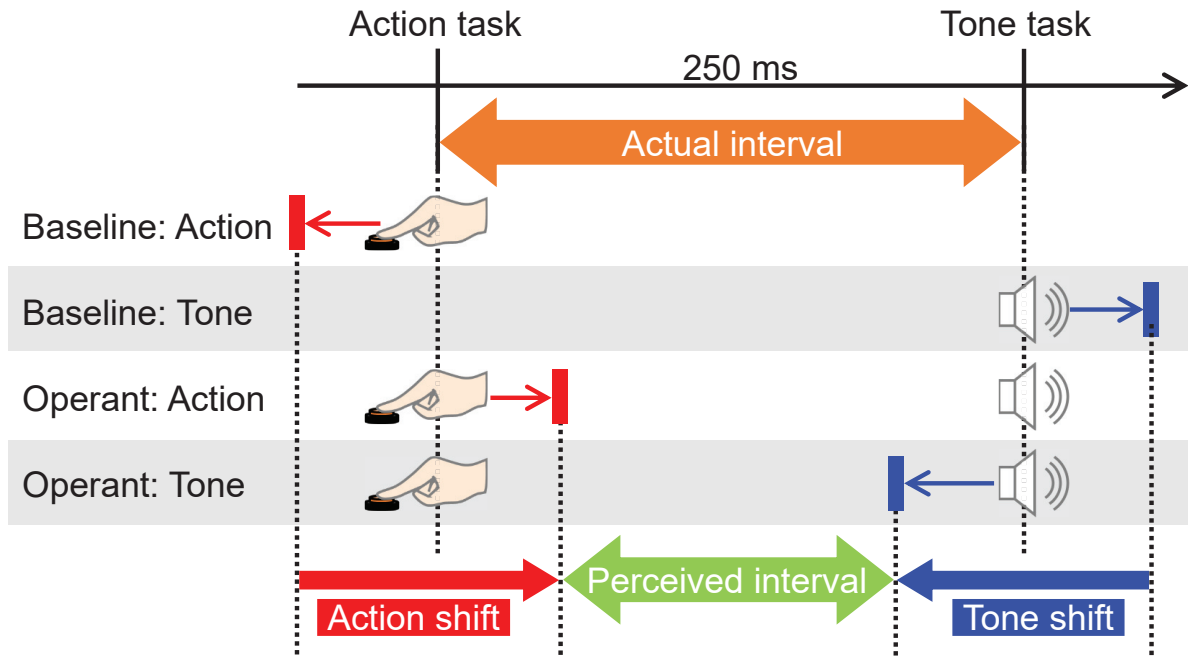 Action task
Tone task
250 ms
Actual interval
Baseline: Action
Baseline: Tone
Operant: Action
Operant: Tone
Perceived interval
Action shift
Tone shift